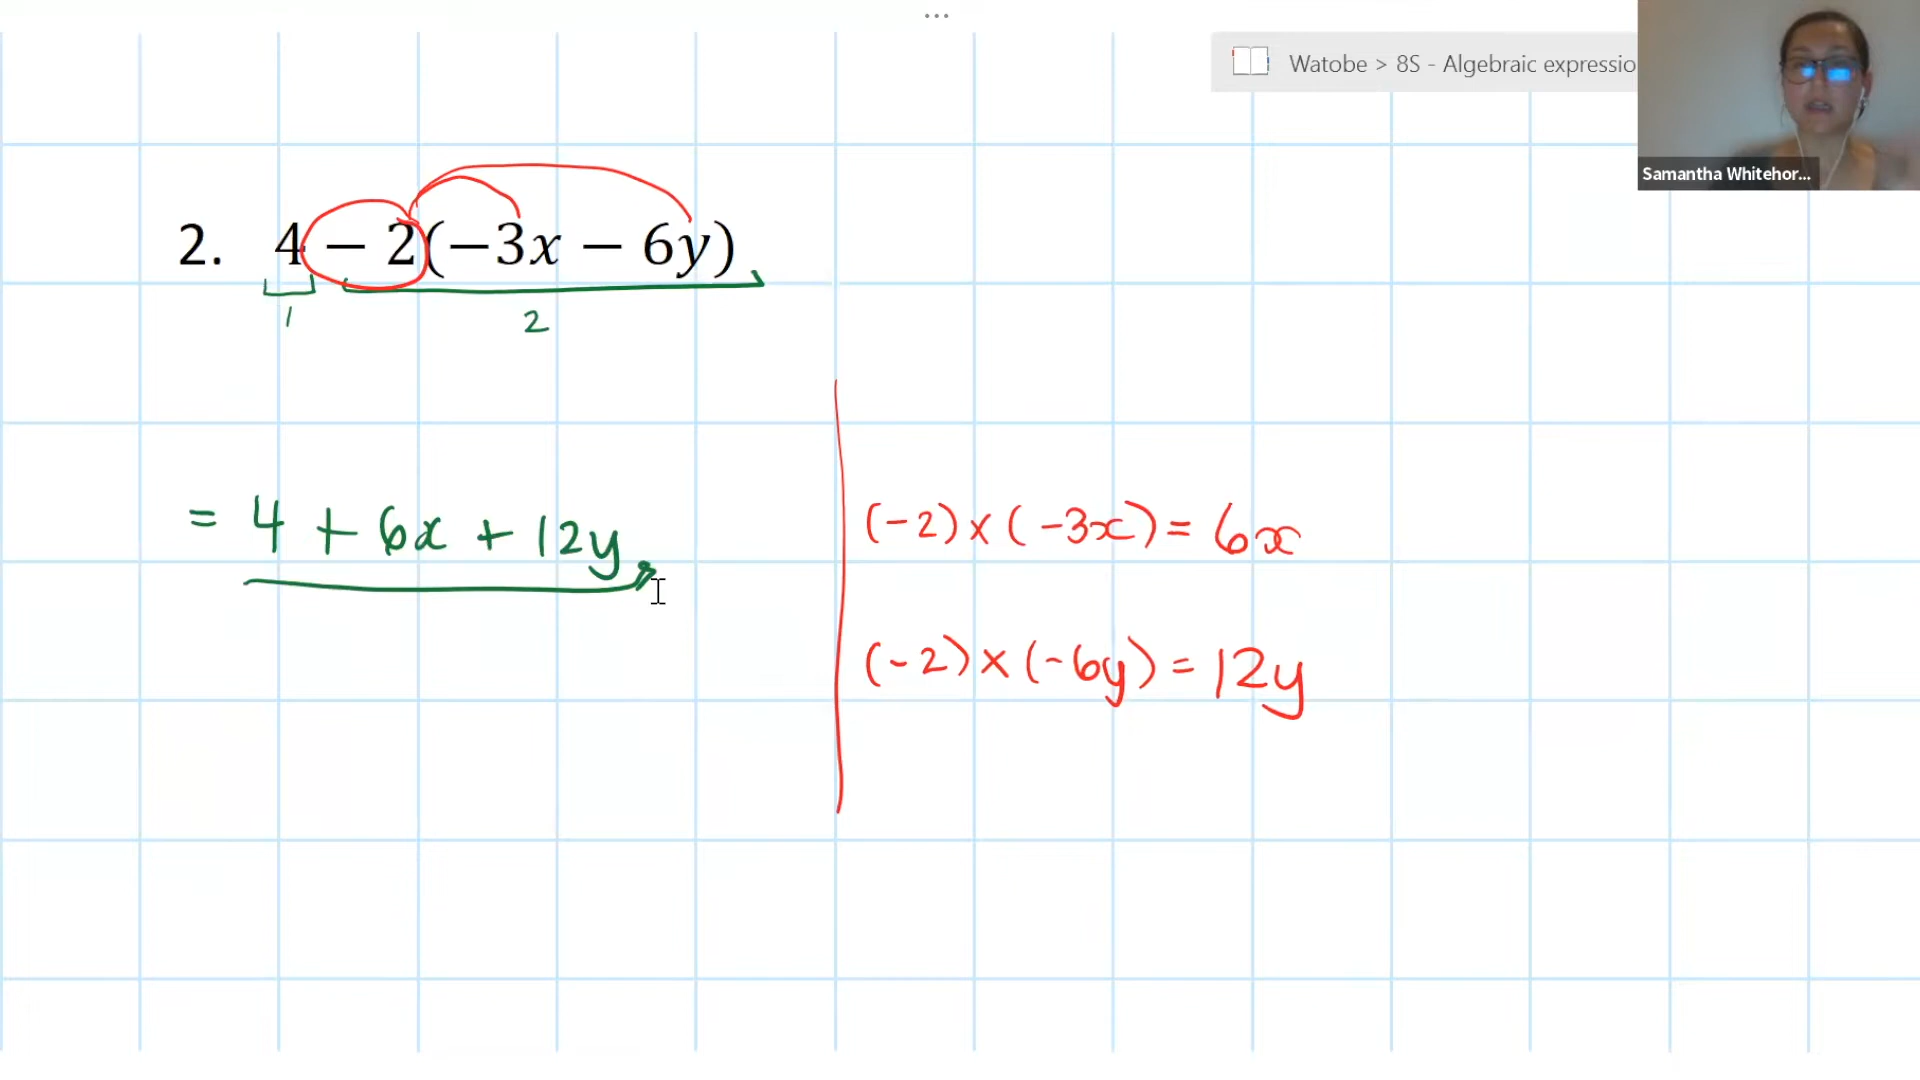 ...
Watobe > 8S - Algebraic expressio
Samantha Whitehor...
2. 4 − 2(−3x − 6y)
1
2
= 4 + 6x + 12y
(-2) x (-3x) = 6x
(-2) x (-6y) = 12y